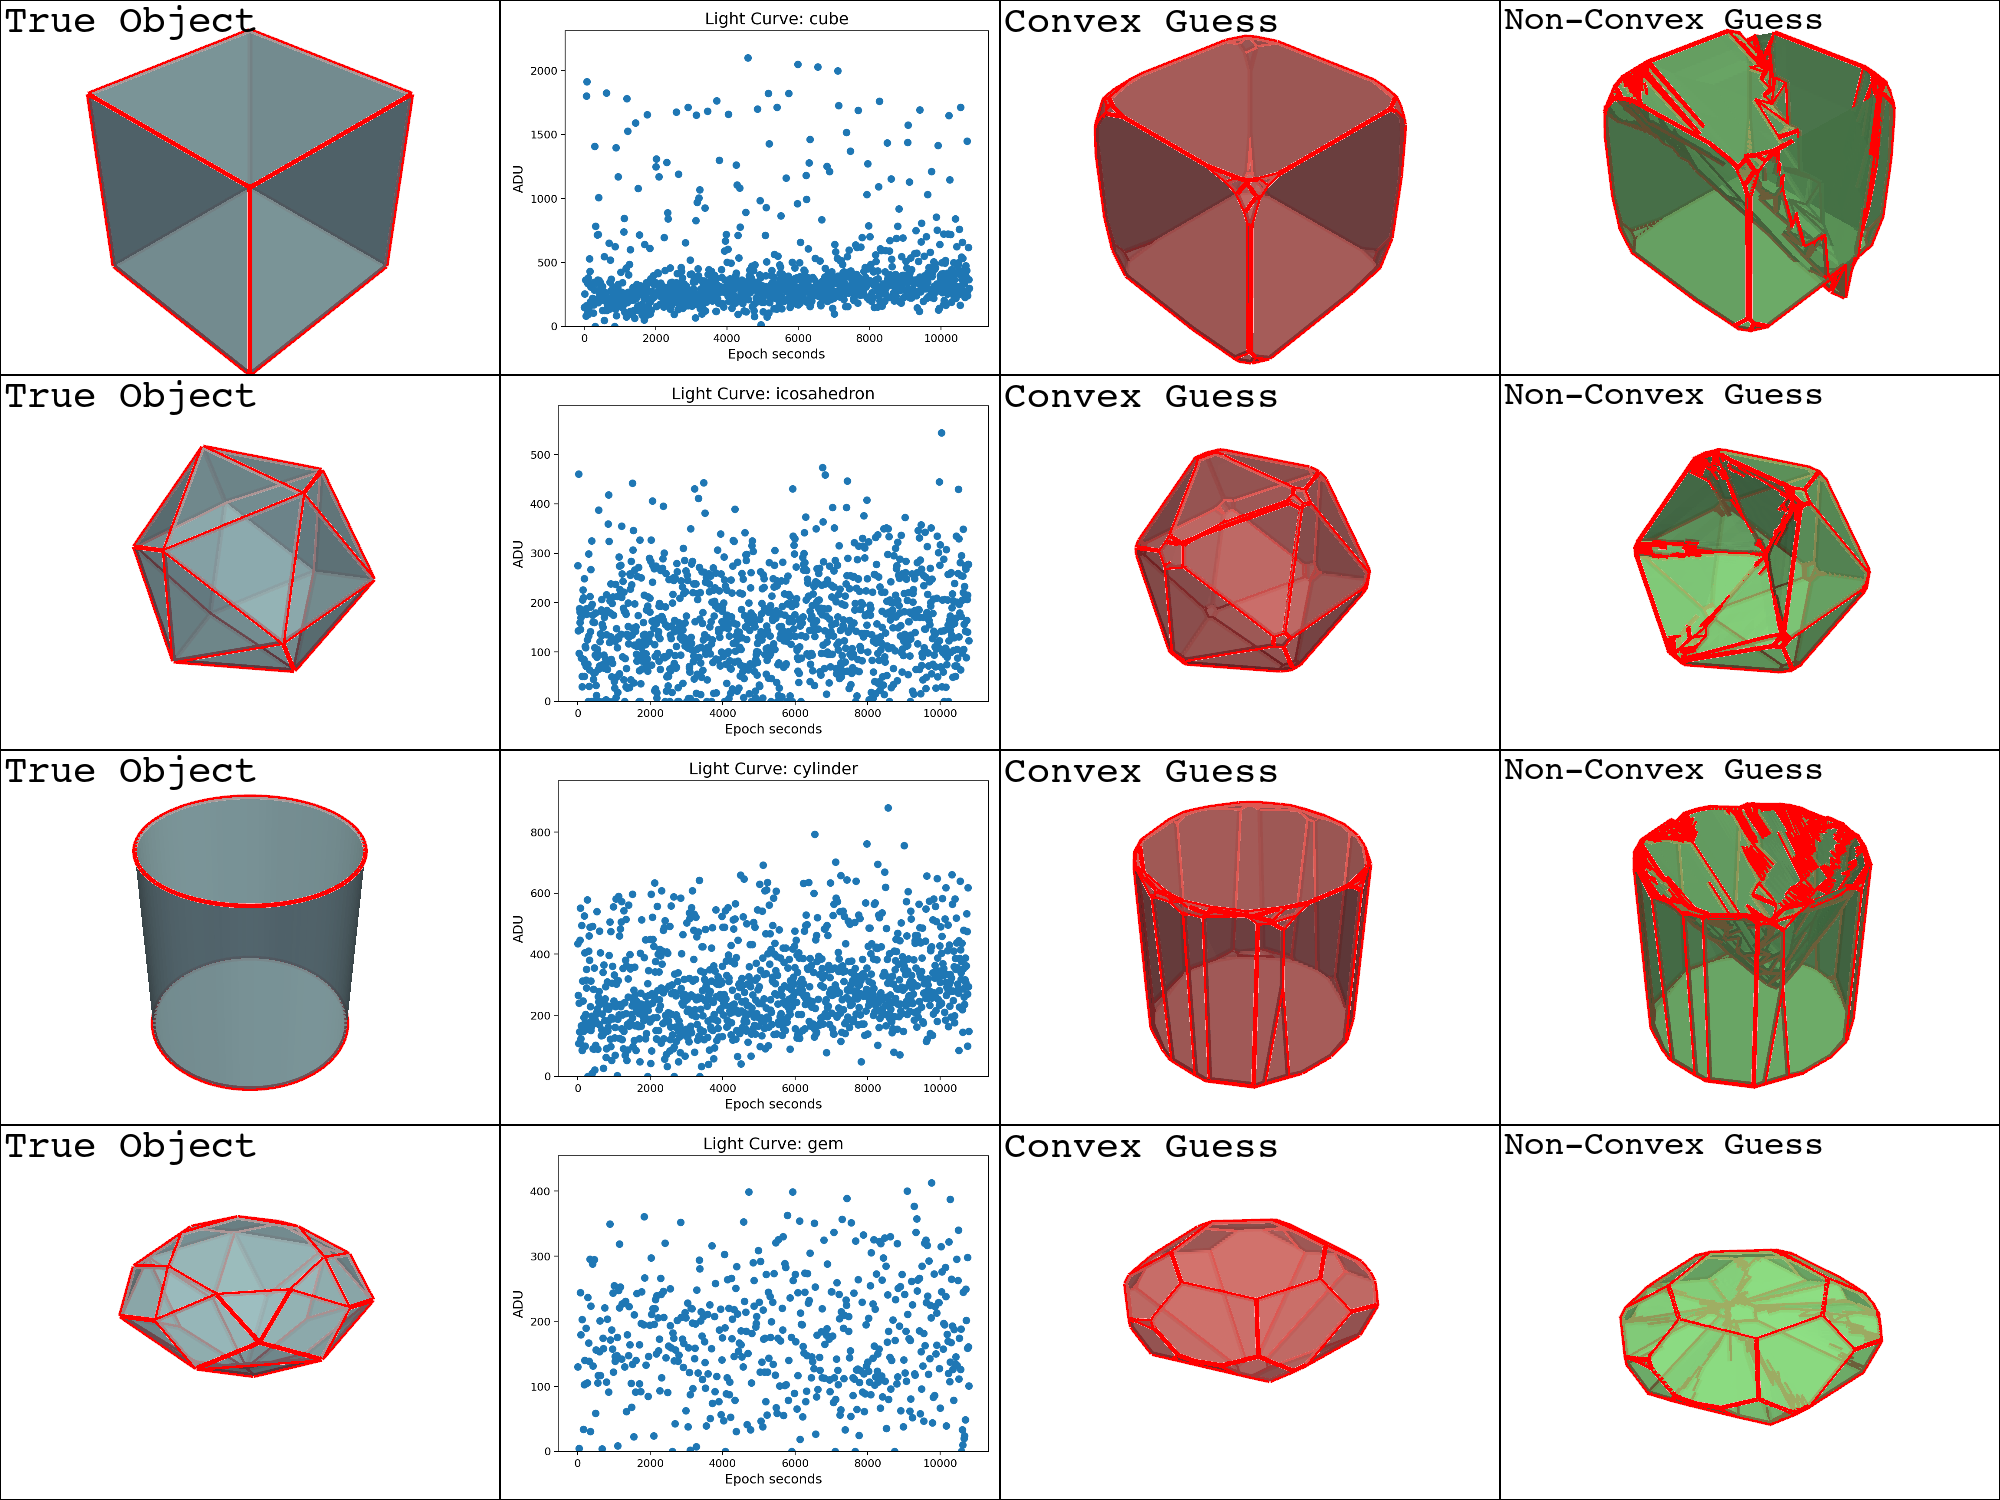 True Object
Light Curve: cube
ADU
2000
1500
1000
500
0
0 2000 4000 6000 8000 10000
Epoch seconds
Convex Guess
Non-Convex Guess
True Object
Light Curve: icosahedron
ADU
500
400
300
200
100
0
0 2000 4000 6000 8000 10000
Epoch seconds
Convex Guess
Non-Convex Guess
True Object
Light Curve: cylinder
ADU
800
600
400
200
0
0 2000 4000 6000 8000 10000
Epoch seconds
Convex Guess
Non-Convex Guess
True Object
Light Curve: gem
ADU
400
300
200
100
0
0 2000 4000 6000 8000 10000
Epoch seconds
Convex Guess
Non-Convex Guess